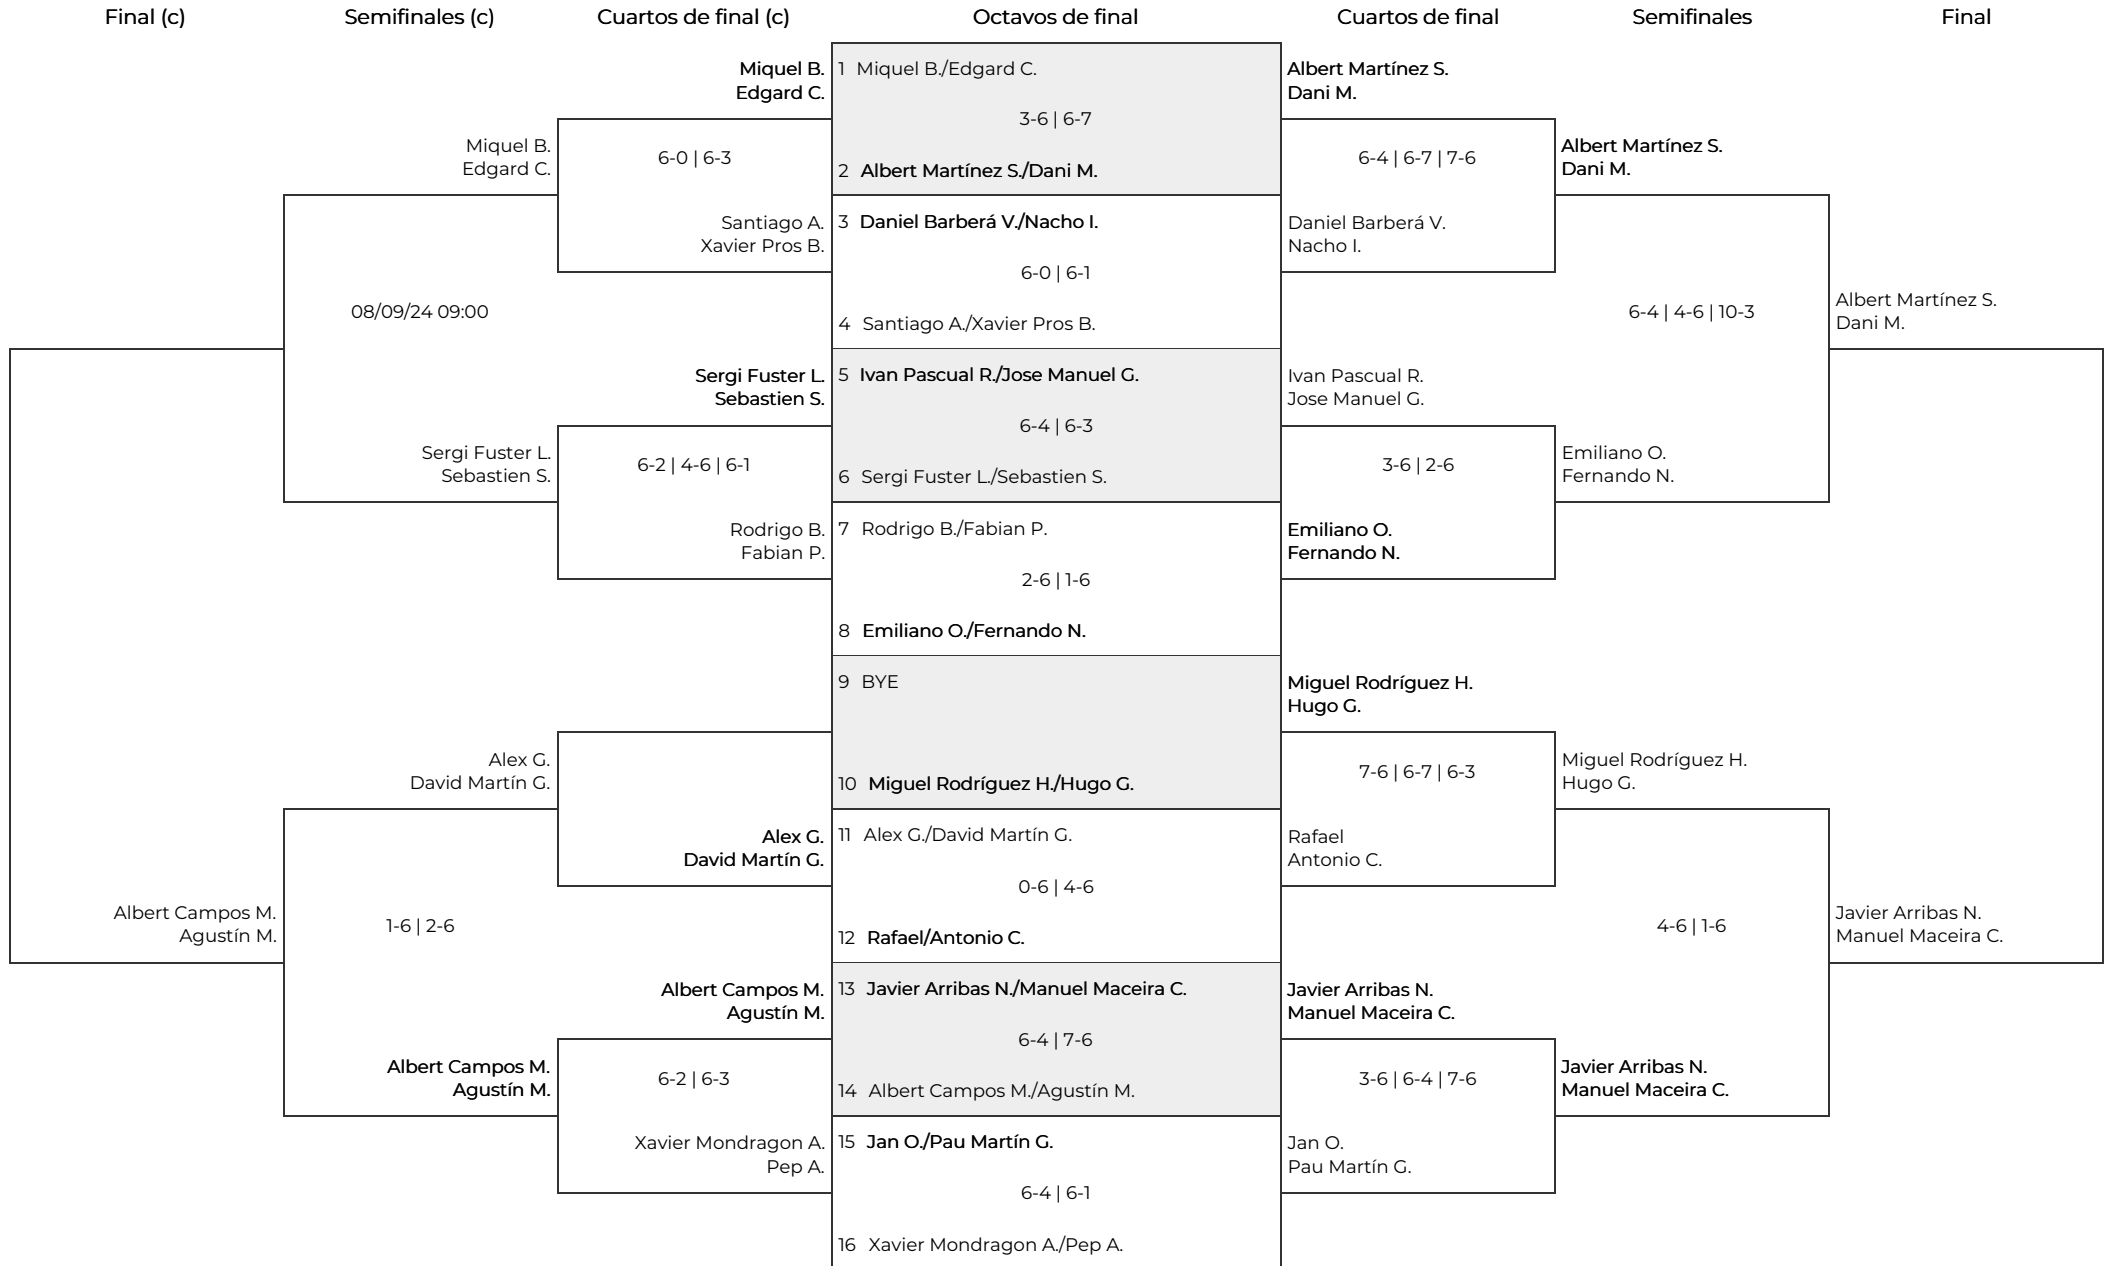 Final (c)
Semifinales (c)
Cuartos de final (c)
Octavos de final
Cuartos de final
Semifinales
Final
Miquel B.
Edgard C.
6-0 | 6-3
Santiago A.
Xavier Pros B.
Miquel B.
Edgard C.
08/09/24 09:00
Sergi Fuster L.
Sebastien S.
6-2 | 4-6 | 6-1
Rodrigo B.
Fabian P.
Sergi Fuster L.
Sebastien S.
Alex G.
David Martín G.
Alex G.
David Martín G.
1-6 | 2-6
Albert Campos M.
Agustín M.
Albert Campos M.
Agustín M.
6-2 | 6-3
Xavier Mondragon A.
Pep A.
Albert Campos M.
Agustín M.
1 Miquel B./Edgard C.
3-6 | 6-7
2 Albert Martínez S./Dani M.
3 Daniel Barberá V./Nacho I.
6-0 | 6-1
4 Santiago A./Xavier Pros B.
5 Ivan Pascual R./Jose Manuel G.
6-4 | 6-3
6 Sergi Fuster L./Sebastien S.
7 Rodrigo B./Fabian P.
2-6 | 1-6
8 Emiliano O./Fernando N.
9 BYE
10 Miguel Rodríguez H./Hugo G.
11 Alex G./David Martín G.
0-6 | 4-6
12 Rafael/Antonio C.
13 Javier Arribas N./Manuel Maceira C.
6-4 | 7-6
14 Albert Campos M./Agustín M.
15 Jan O./Pau Martín G.
6-4 | 6-1
16 Xavier Mondragon A./Pep A.
Albert Martínez S.
Dani M.
6-4 | 6-7 | 7-6
Daniel Barberá V.
Nacho I.
Ivan Pascual R.
Jose Manuel G.
3-6 | 2-6
Emiliano O.
Fernando N.
Miguel Rodríguez H.
Hugo G.
7-6 | 6-7 | 6-3
Rafael
Antonio C.
Javier Arribas N.
Manuel Maceira C.
3-6 | 6-4 | 7-6
Jan O.
Pau Martín G.
Albert Martínez S.
Dani M.
6-4 | 4-6 | 10-3
Emiliano O.
Fernando N.
Miguel Rodríguez H.
Hugo G.
4-6 | 1-6
Javier Arribas N.
Manuel Maceira C.
Albert Martínez S.
Dani M.
Javier Arribas N.
Manuel Maceira C.